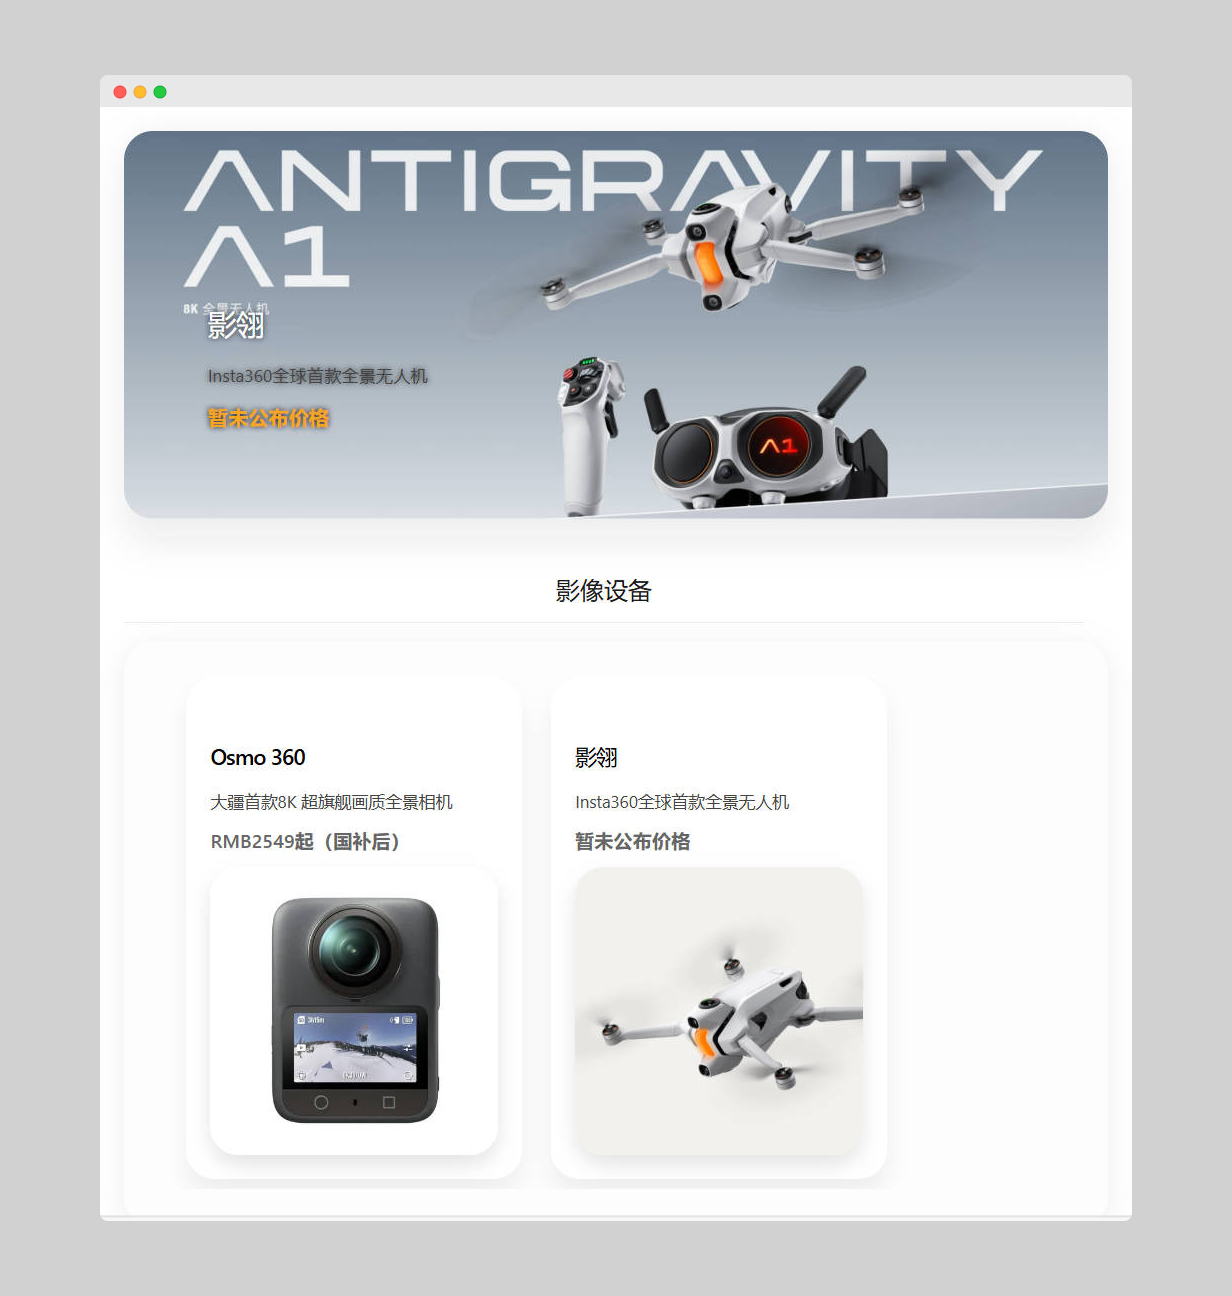 ANTIGRAVITY
A1
8K 全景无人机
影翎
Insta360全球首款全景无人机
暂未公布价格
A1
影像设备
Osmo 360
大疆首款8K 超旗舰画质全景相机
RMB2549起（国补后）
影翎
Insta360全球首款全景无人机
暂未公布价格
3h15m